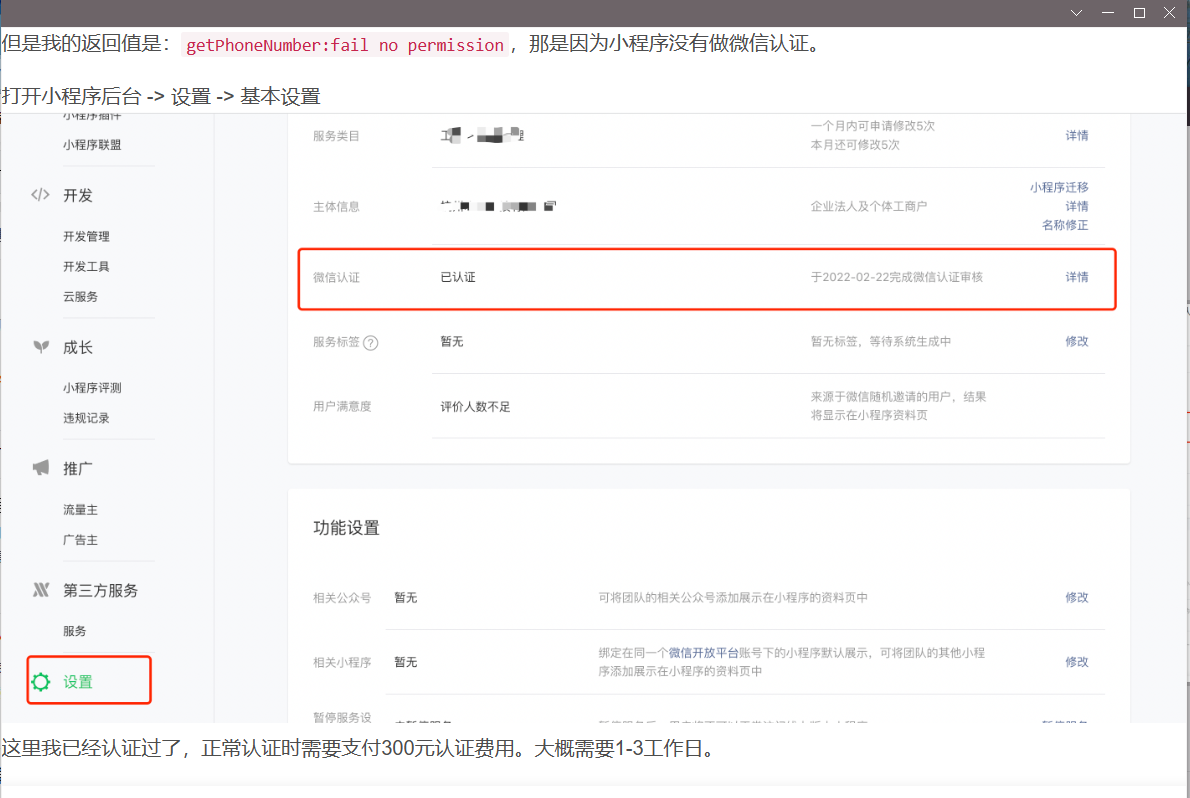 但是我的返回值是： getPhoneNumber:fail no permission ，那是因为小程序没有做微信认证。
打开小程序后台 -> 设置 -> 基本设置
小程序插件
小程序联盟
开发
开发管理
开发工具
云服务
成长
小程序评测
违规记录
推广
流量主
广告主
第三方服务
服务
设置
服务类目
一个月内可申请修改5次
本月还可修改5次
详情
主体信息
企业法人及个体工商户
小程序迁移
详情
名称修正
微信认证 已认证 于2022-02-22完成微信认证审核 详情
服务标签 ? 暂无 暂无标签，等待系统生成中 修改
用户满意度 评价人数不足 来源于微信随机邀请的用户，结果
将显示在小程序资料页
功能设置
相关公众号 暂无 可将团队的相关公众号添加展示在小程序的资料页中 修改
相关小程序 暂无 绑定在同一个微信开放平台账号下的小程序默认展示，可将团队的其他小程
序添加展示在小程序的资料页中 修改
暂停服务设
这里我已经认证过了，正常认证时需要支付300元认证费用。大概需要1-3工作日。